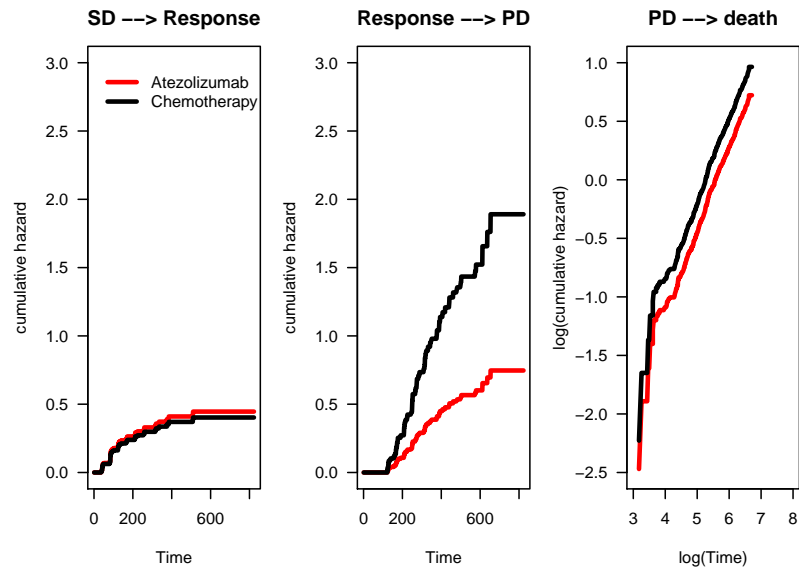 SD −−> Response
3.0
2.5
2.0
1.5
1.0
0.5
0.0
cumulative hazard
0 200 600
Time
Atezolizumab
Chemotherapy
Response −−> PD
3.0
2.5
2.0
1.5
1.0
0.5
0.0
cumulative hazard
0 200 600
Time
PD −−> death
1.0
0.5
0.0
−0.5
−1.0
−1.5
−2.0
−2.5
log(cumulative hazard)
3 4 5 6 7 8
log(Time)